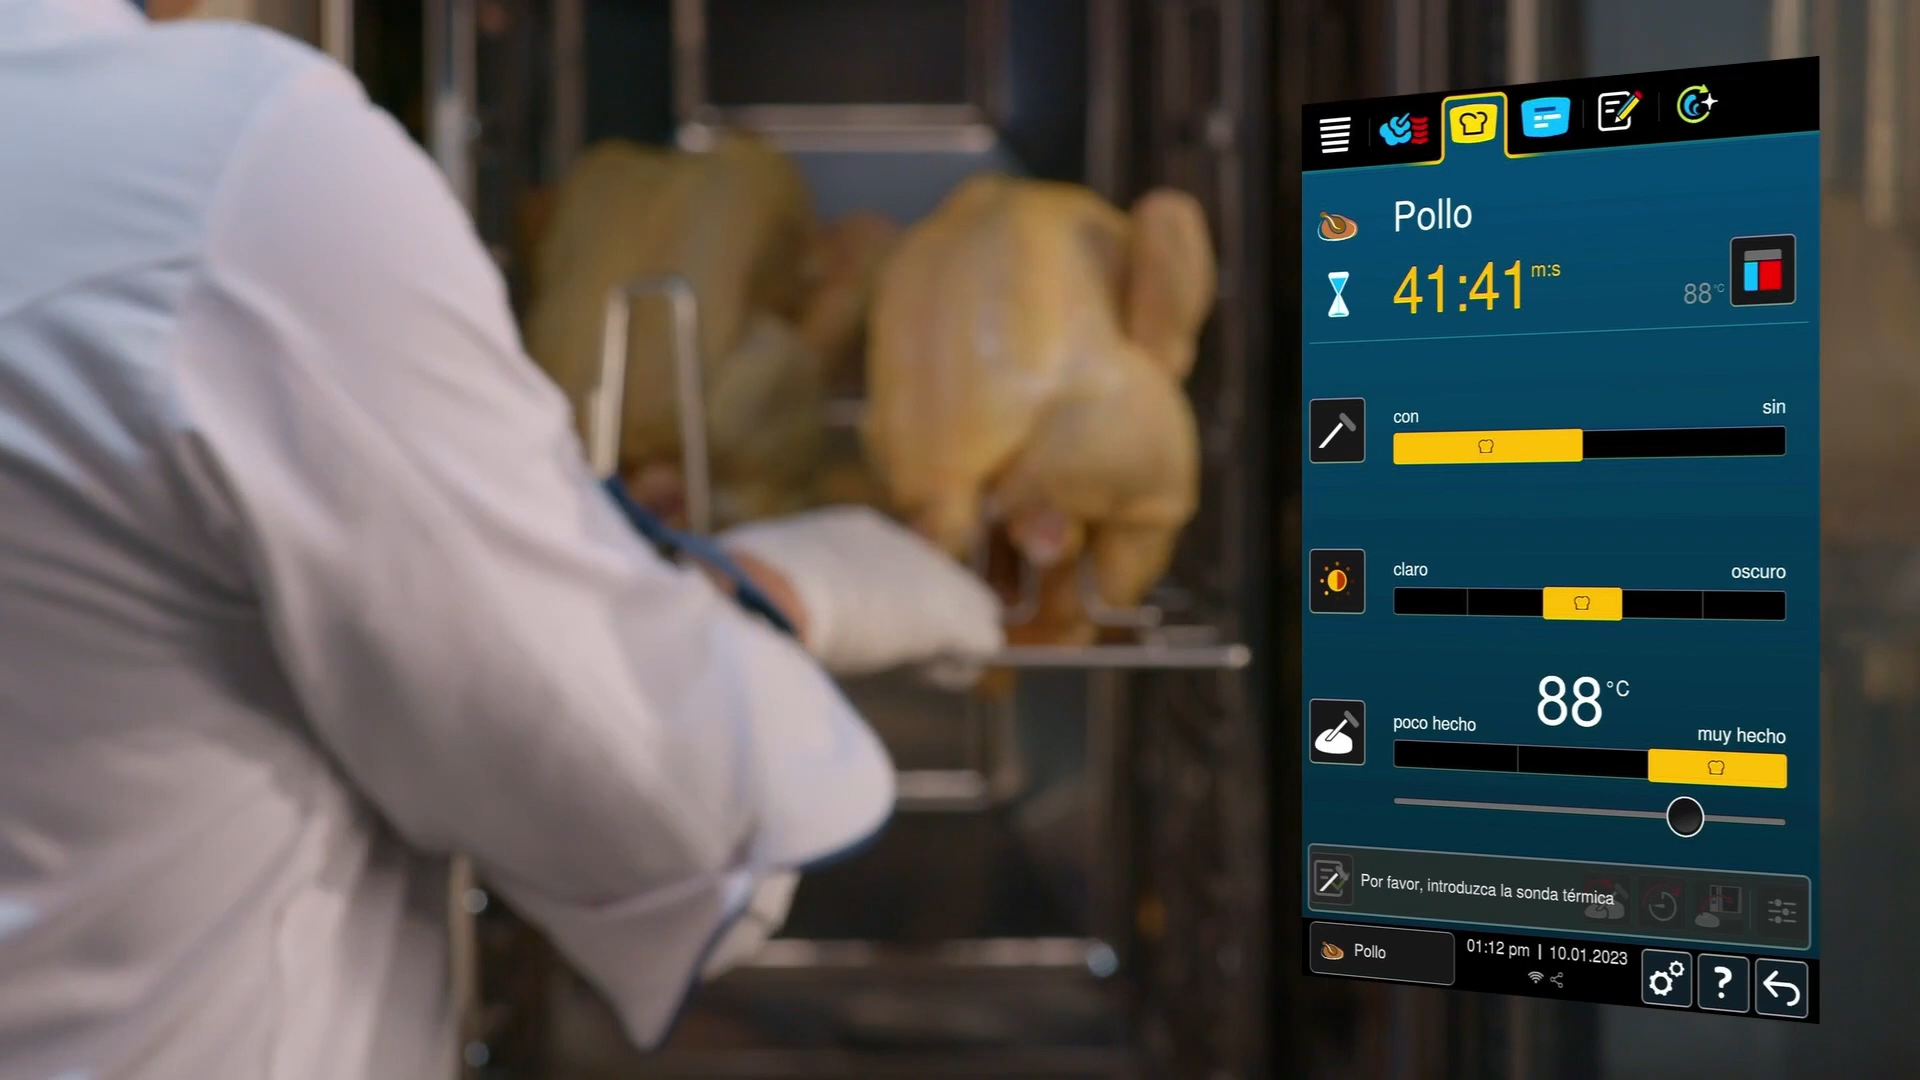 Pollo
41:41 m:s
88 °C
con
sin
claro
oscuro
88 °C
poco hecho
muy hecho
Por favor, introduzca la sonda térmica
Pollo
01:12 pm | 10.01.2023
?